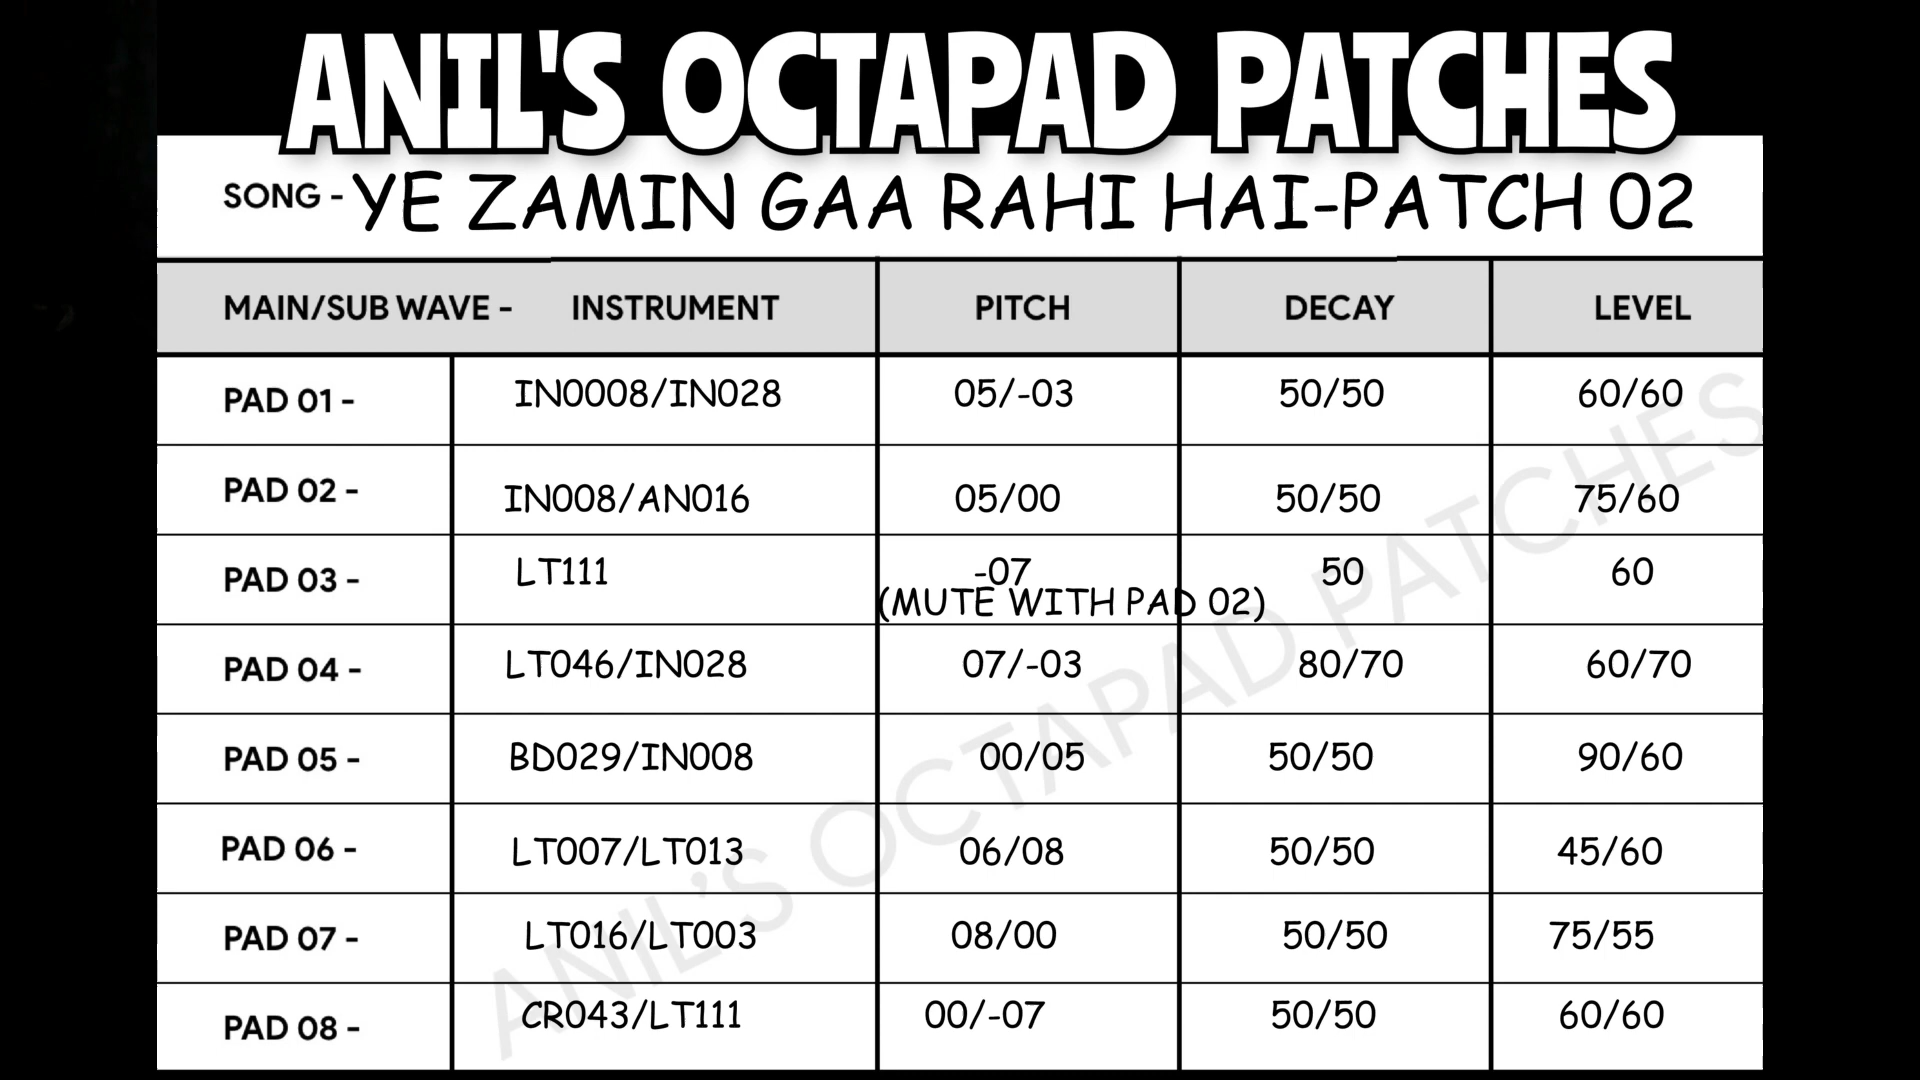 ANIL'S OCTAPAD PATCHES
SONG - YE ZAMIN GAA RAHI HAI-PATCH 02
MAIN/SUB WAVE - INSTRUMENT PITCH DECAY LEVEL
PAD 01 - IN0008/IN028 05/-03 50/50 60/60
PAD 02 - IN008/AN016 05/00 50/50 75/60
PAD 03 - LT111 -07 50 60
(MUTE WITH PAD 02)
PAD 04 - LT046/IN028 07/-03 80/70 60/70
PAD 05 - BD029/IN008 00/05 50/50 90/60
PAD 06 - LT007/LT013 06/08 50/50 45/60
PAD 07 - LT016/LT003 08/00 50/50 75/55
PAD 08 - CR043/LT111 00/-07 50/50 60/60
ANIL'S OCTAPAD PATCHES